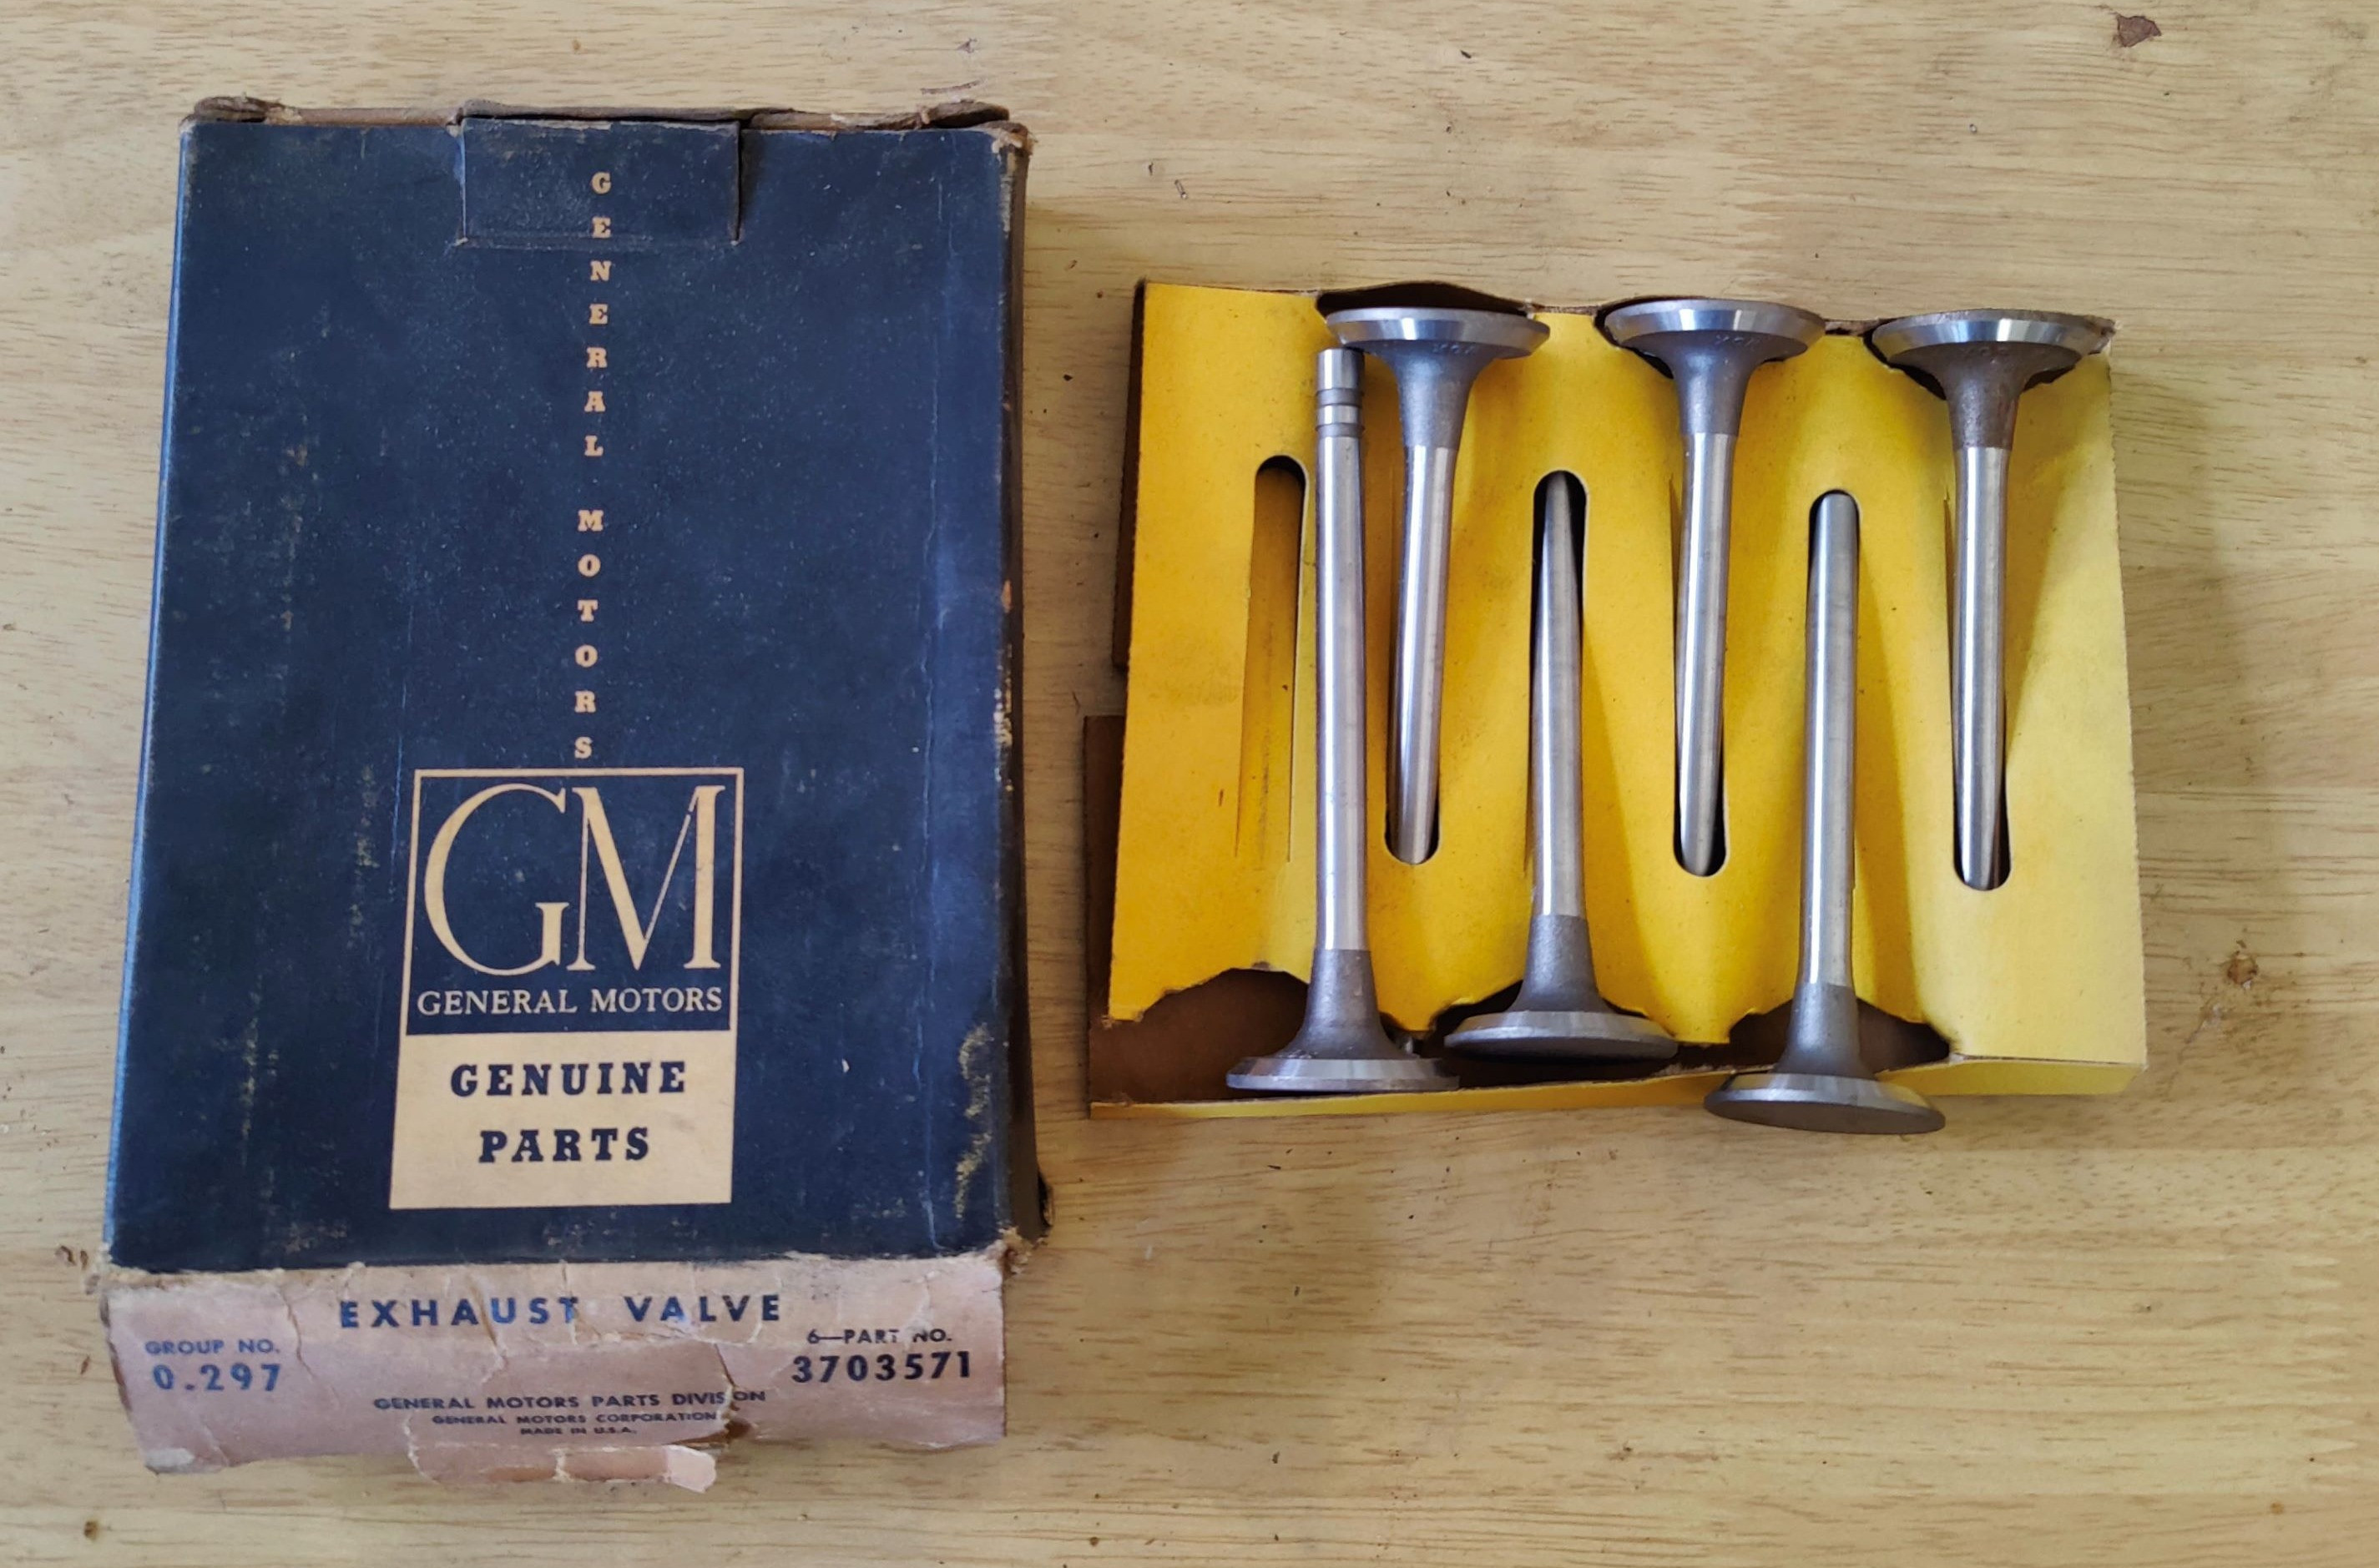 GENERAL MOTORS
GM
GENERAL MOTORS
GENUINE
PARTS
EXHAUST VALVE
GROUP NO.
0.297
6—PART NO.
3703571
GENERAL MOTORS PARTS DIVISION
GENERAL MOTORS CORPORATION
MADE IN U.S.A.